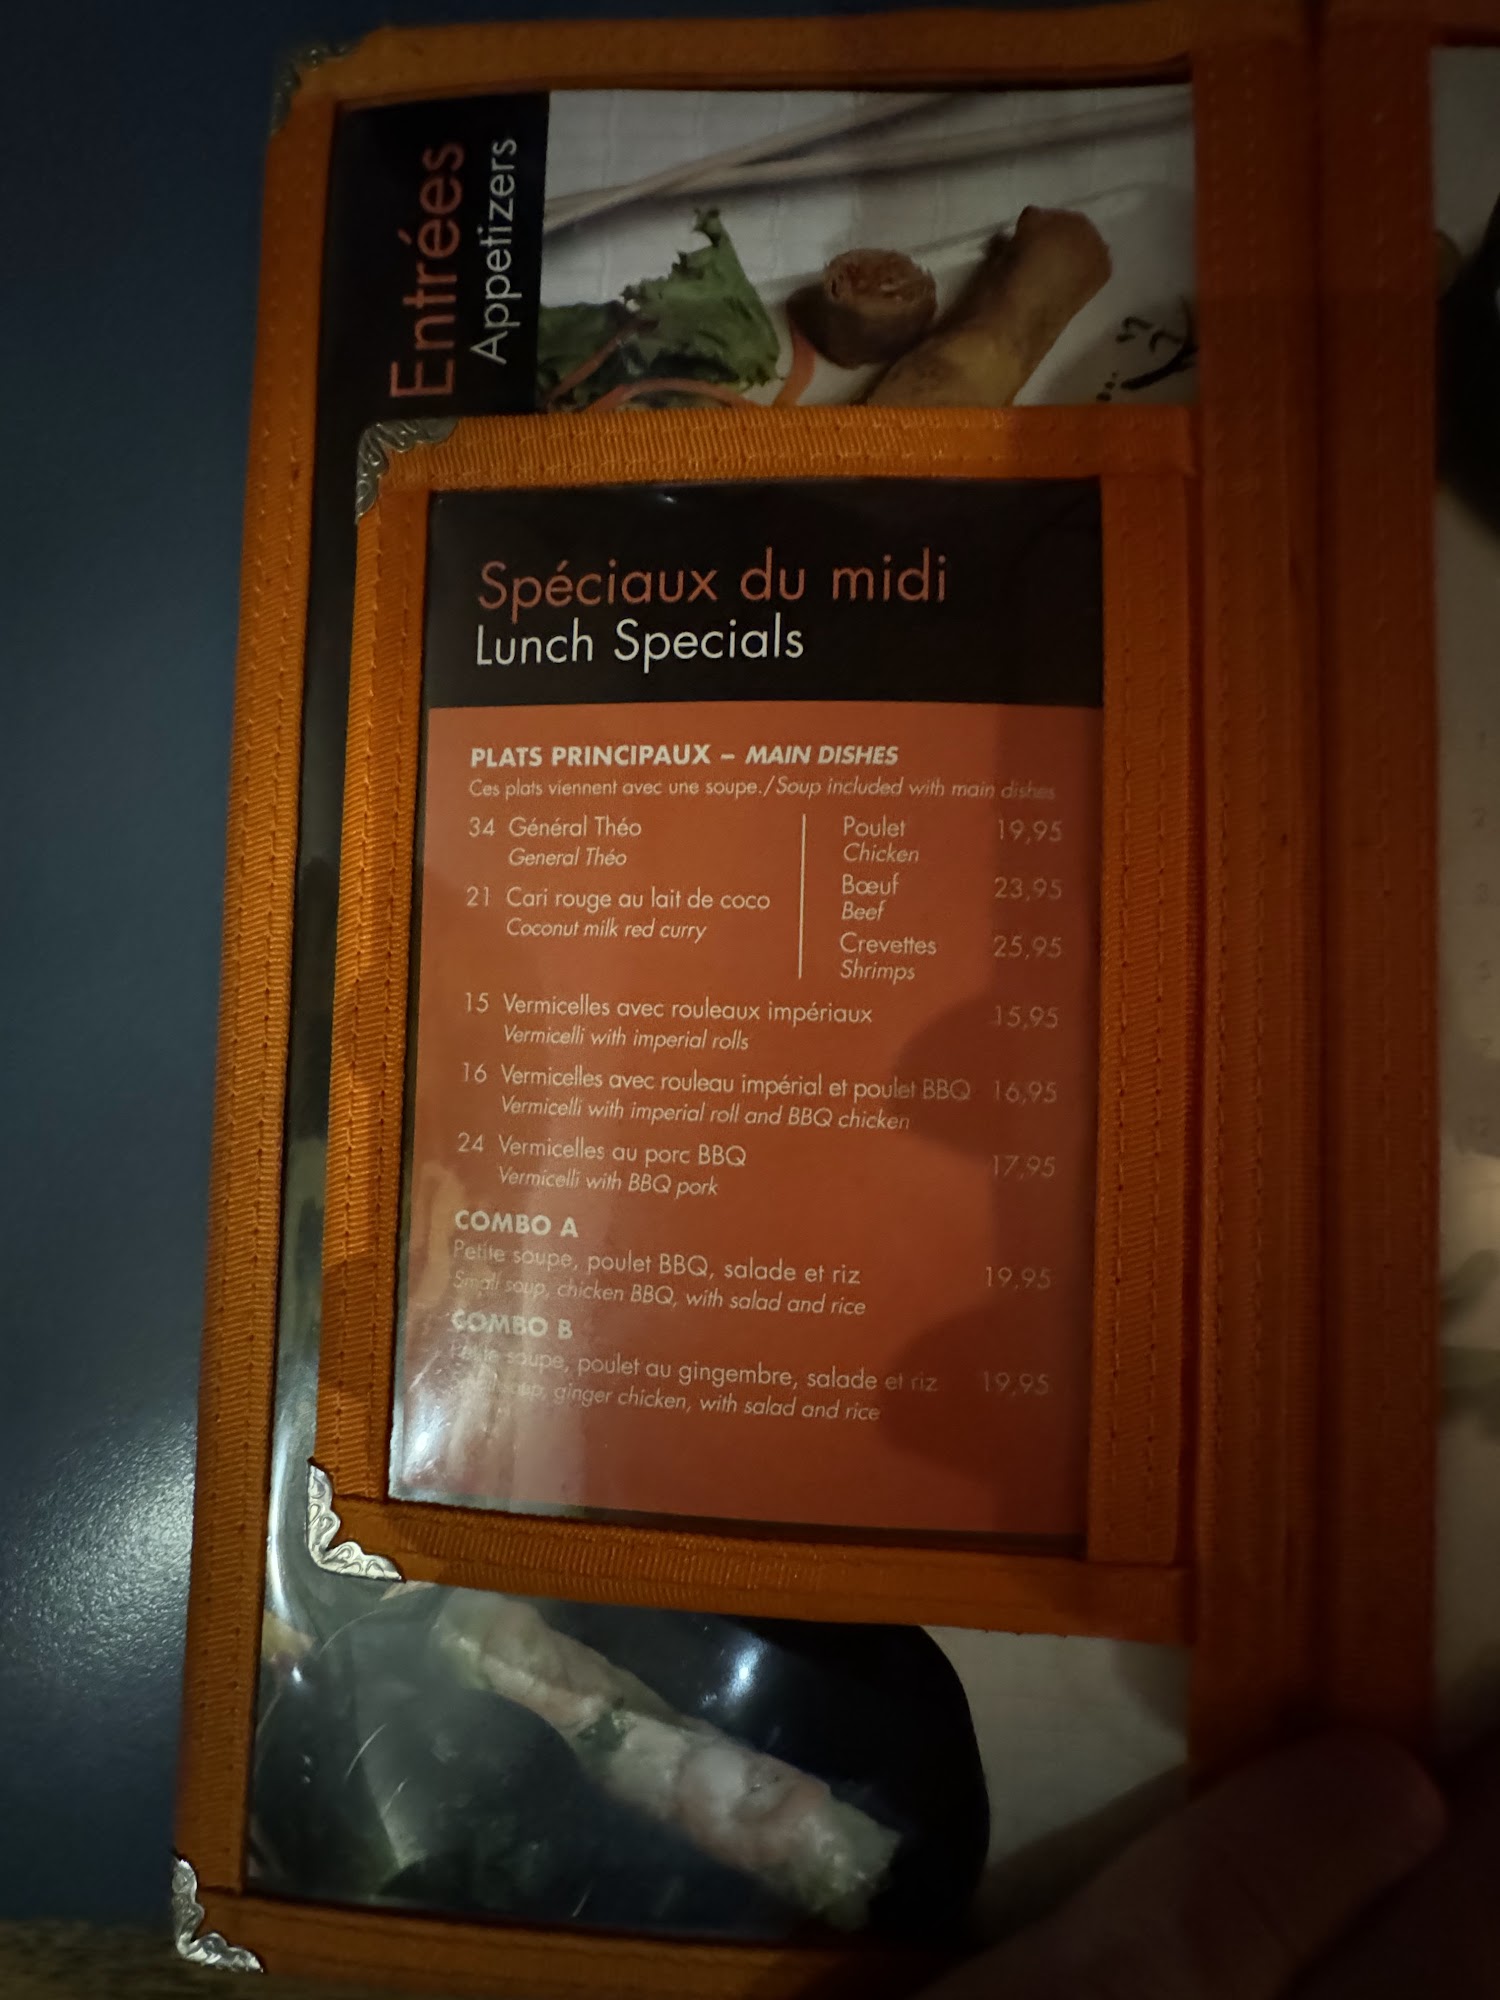 Entrées
Appetizers
Spéciaux du midi
Lunch Specials
PLATS PRINCIPAUX – MAIN DISHES
Ces plats viennent avec une soupe./Soup included with main dishes
34 Général Théo
General Théo
21 Cari rouge au lait de coco
Coconut milk red curry
Poulet 19,95
Chicken
Bœuf 23,95
Beef
Crevettes 25,95
Shrimps
15 Vermicelles avec rouleaux impériaux 15,95
Vermicelli with imperial rolls
16 Vermicelles avec rouleau impérial et poulet BBQ 16,95
Vermicelli with imperial roll and BBQ chicken
24 Vermicelles au porc BBQ 17,95
Vermicelli with BBQ pork
COMBO A
Petite soupe, poulet BBQ, salade et riz 19,95
Small soup, chicken BBQ, with salad and rice
COMBO B
Petite soupe, poulet au gingembre, salade et riz 19,95
soup, ginger chicken, with salad and rice